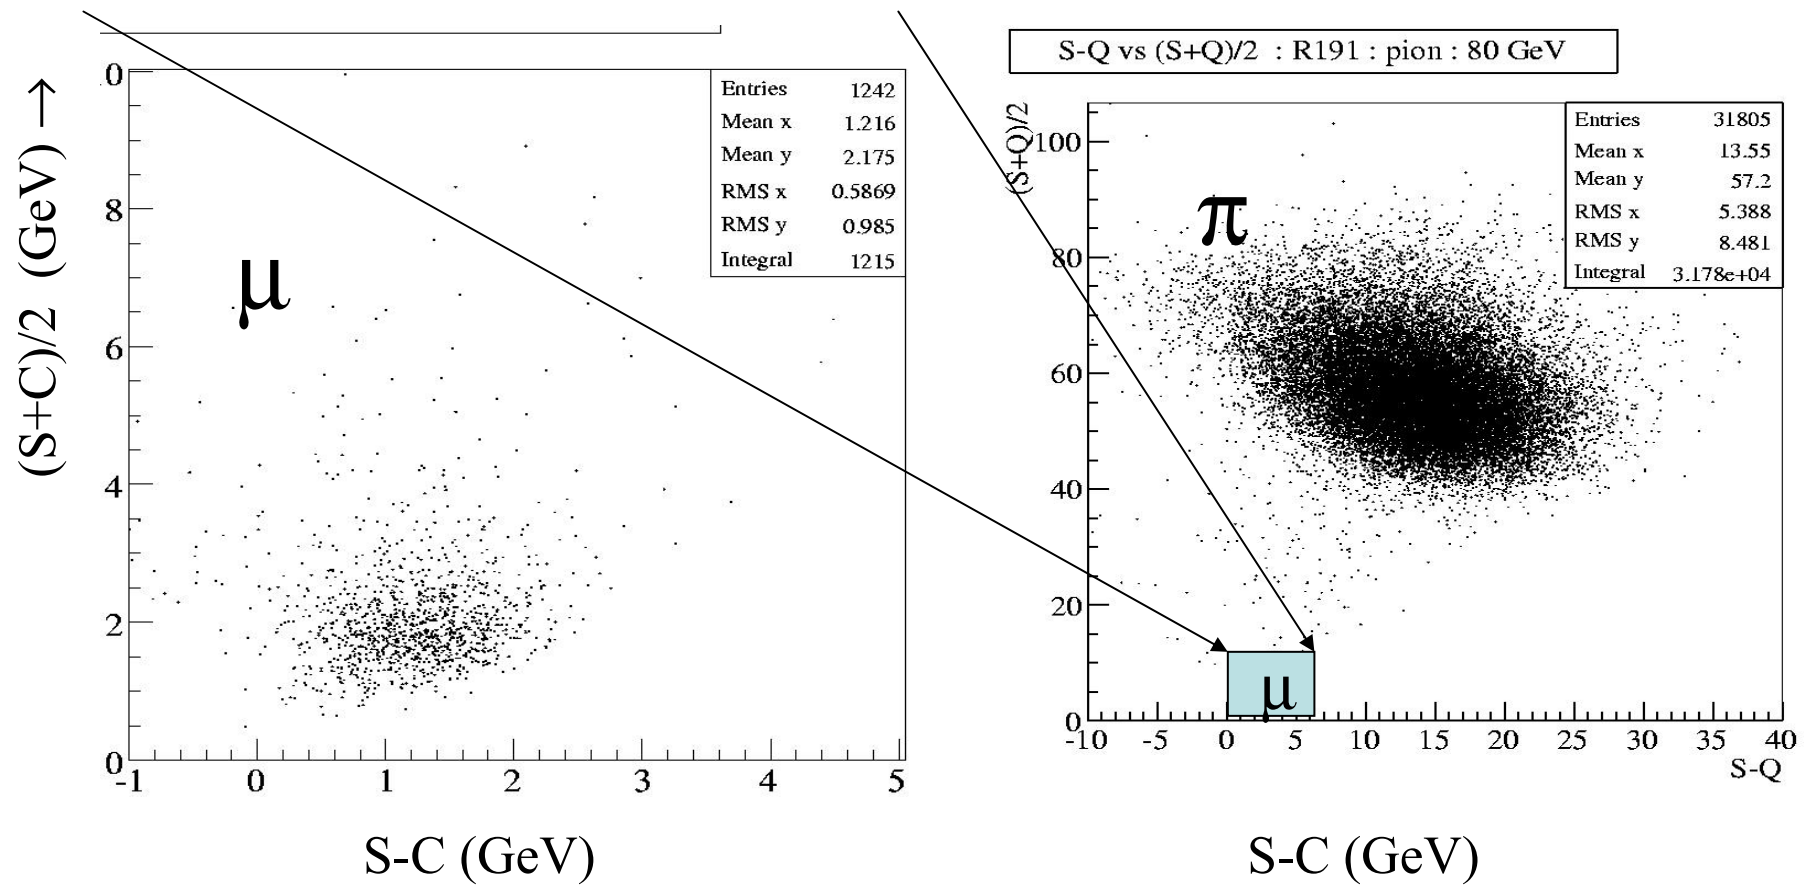 (S+C)/2 (GeV) →
0
8
6
4
2
0
-1 0 1 2 3 4 5
μ
Entries 1242
Mean x 1.216
Mean y 2.175
RMS x 0.5869
RMS y 0.985
Integral 1215
S-C (GeV)
S-Q vs (S+Q)/2 : R191 : pion : 80 GeV
(S+Q)/2
100
80
60
40
20
0
-10 -5 0 5 10 15 20 25 30 35 40
S-Q
π
Entries 31805
Mean x 13.55
Mean y 57.2
RMS x 5.388
RMS y 8.481
Integral 3.178e+04
μ
S-C (GeV)